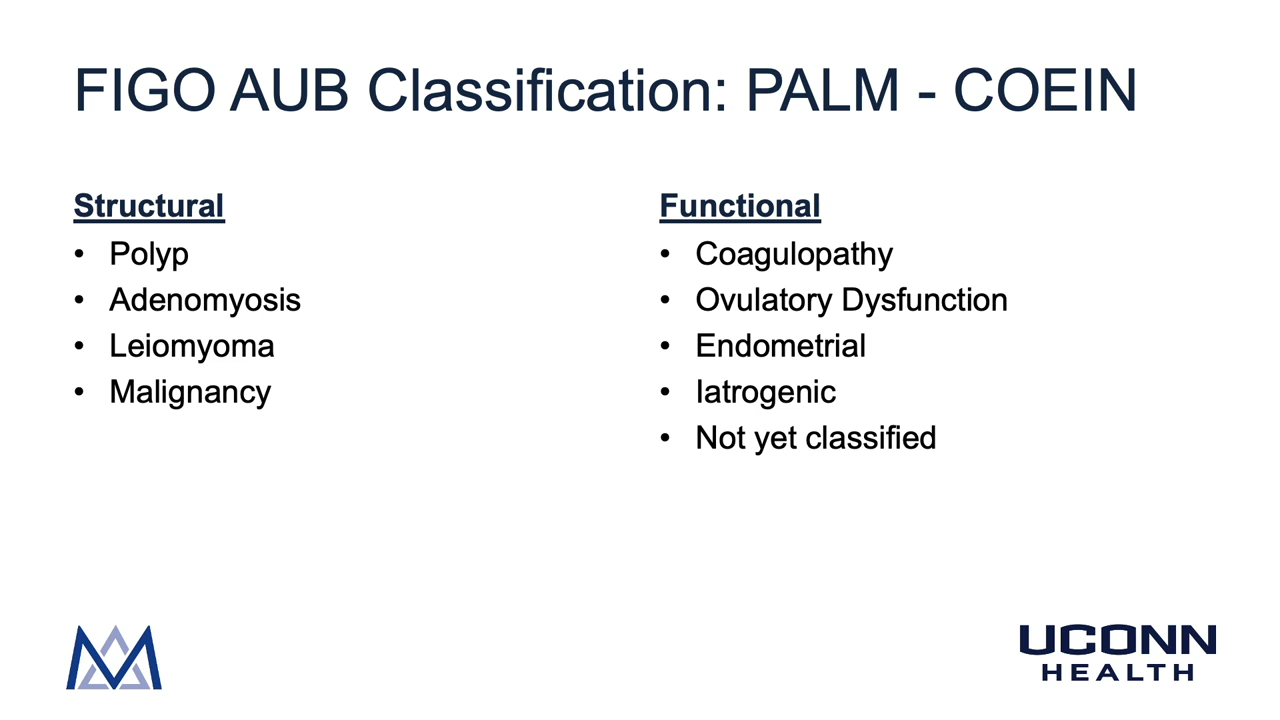 FIGO AUB Classification: PALM - COEIN
Structural
• Polyp
• Adenomyosis
• Leiomyoma
• Malignancy
Functional
• Coagulopathy
• Ovulatory Dysfunction
• Endometrial
• Iatrogenic
• Not yet classified
UCONN
HEALTH